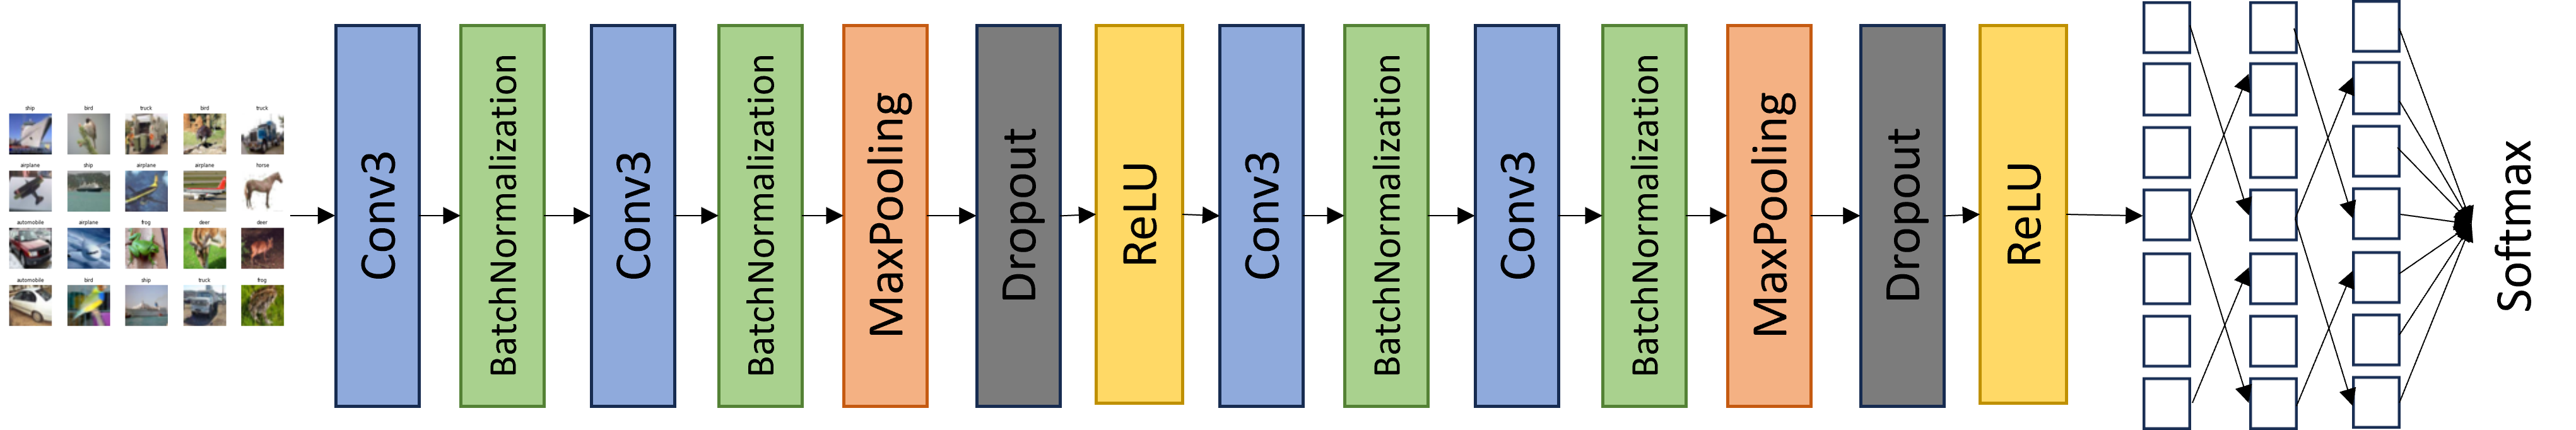 ship bird truck bird truck
airplane ship airplane airplane horse
automobile airplane frog deer deer
automobile bird ship truck frog
Conv3
BatchNormalization
Conv3
BatchNormalization
MaxPooling
Dropout
ReLU
Conv3
BatchNormalization
Conv3
BatchNormalization
MaxPooling
Dropout
ReLU
Softmax